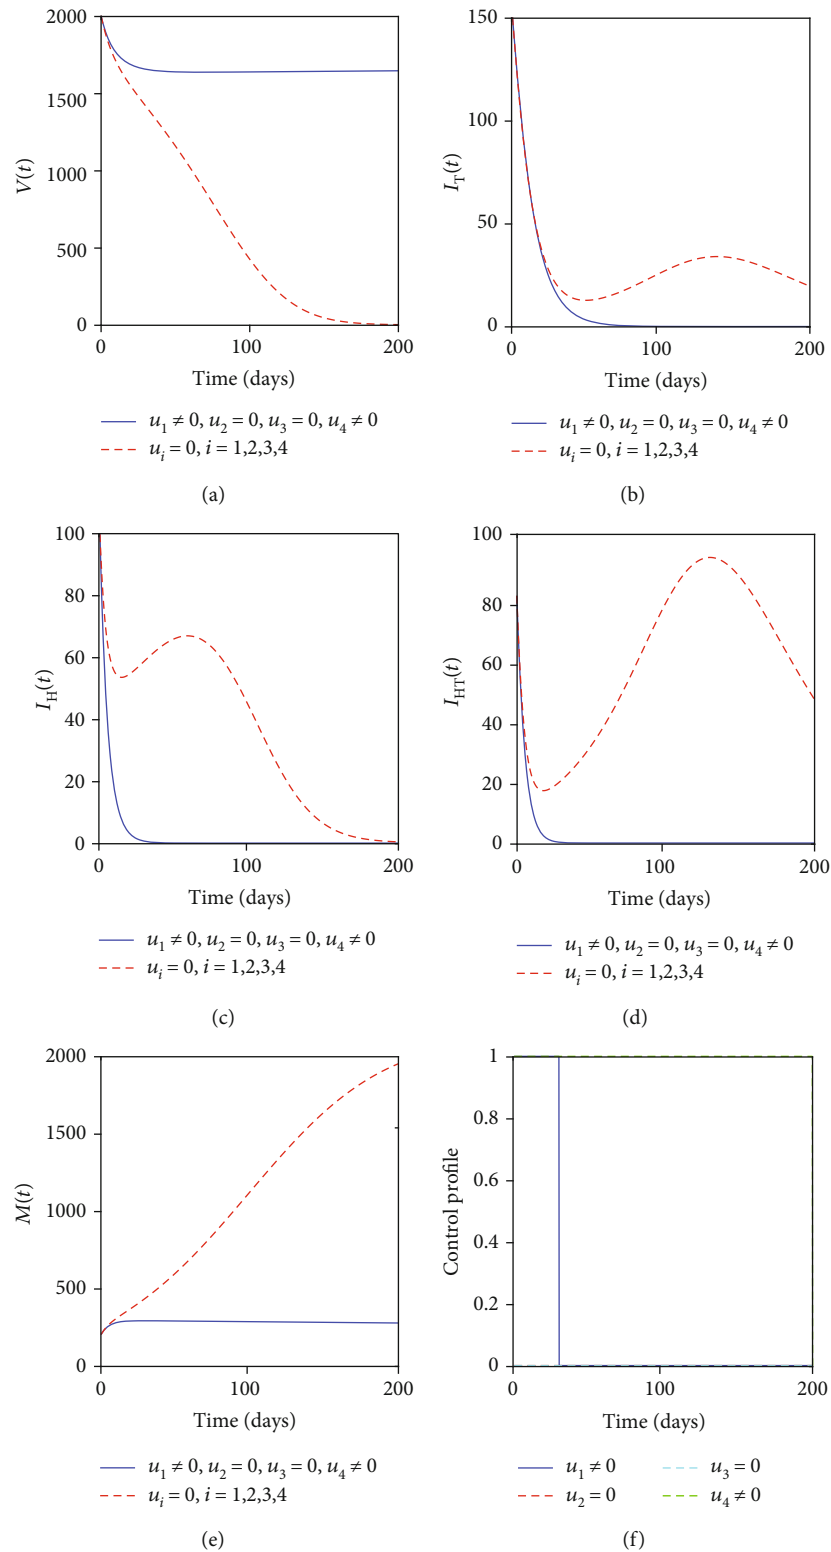 2000
1500
1000
500
0
V(t)
0
100
200
Time (days)
u₁ ≠ 0, u₂ = 0, u₃ = 0, u₄ ≠ 0
uᵢ = 0, i = 1,2,3,4
(a)
150
100
50
0
I_T(t)
0
100
200
Time (days)
u₁ ≠ 0, u₂ = 0, u₃ = 0, u₄ ≠ 0
uᵢ = 0, i = 1,2,3,4
(b)
100
80
60
40
20
0
I_H(t)
0
100
200
Time (days)
u₁ ≠ 0, u₂ = 0, u₃ = 0, u₄ ≠ 0
uᵢ = 0, i = 1,2,3,4
(c)
100
80
60
40
20
0
I_HT(t)
0
100
200
Time (days)
u₁ ≠ 0, u₂ = 0, u₃ = 0, u₄ ≠ 0
uᵢ = 0, i = 1,2,3,4
(d)
2000
1500
1000
500
0
M(t)
0
100
200
Time (days)
u₁ ≠ 0, u₂ = 0, u₃ = 0, u₄ ≠ 0
uᵢ = 0, i = 1,2,3,4
(e)
1
0.8
0.6
0.4
0.2
0
Control profile
0
100
200
Time (days)
u₁ ≠ 0
u₂ = 0
u₃ = 0
u₄ ≠ 0
(f)